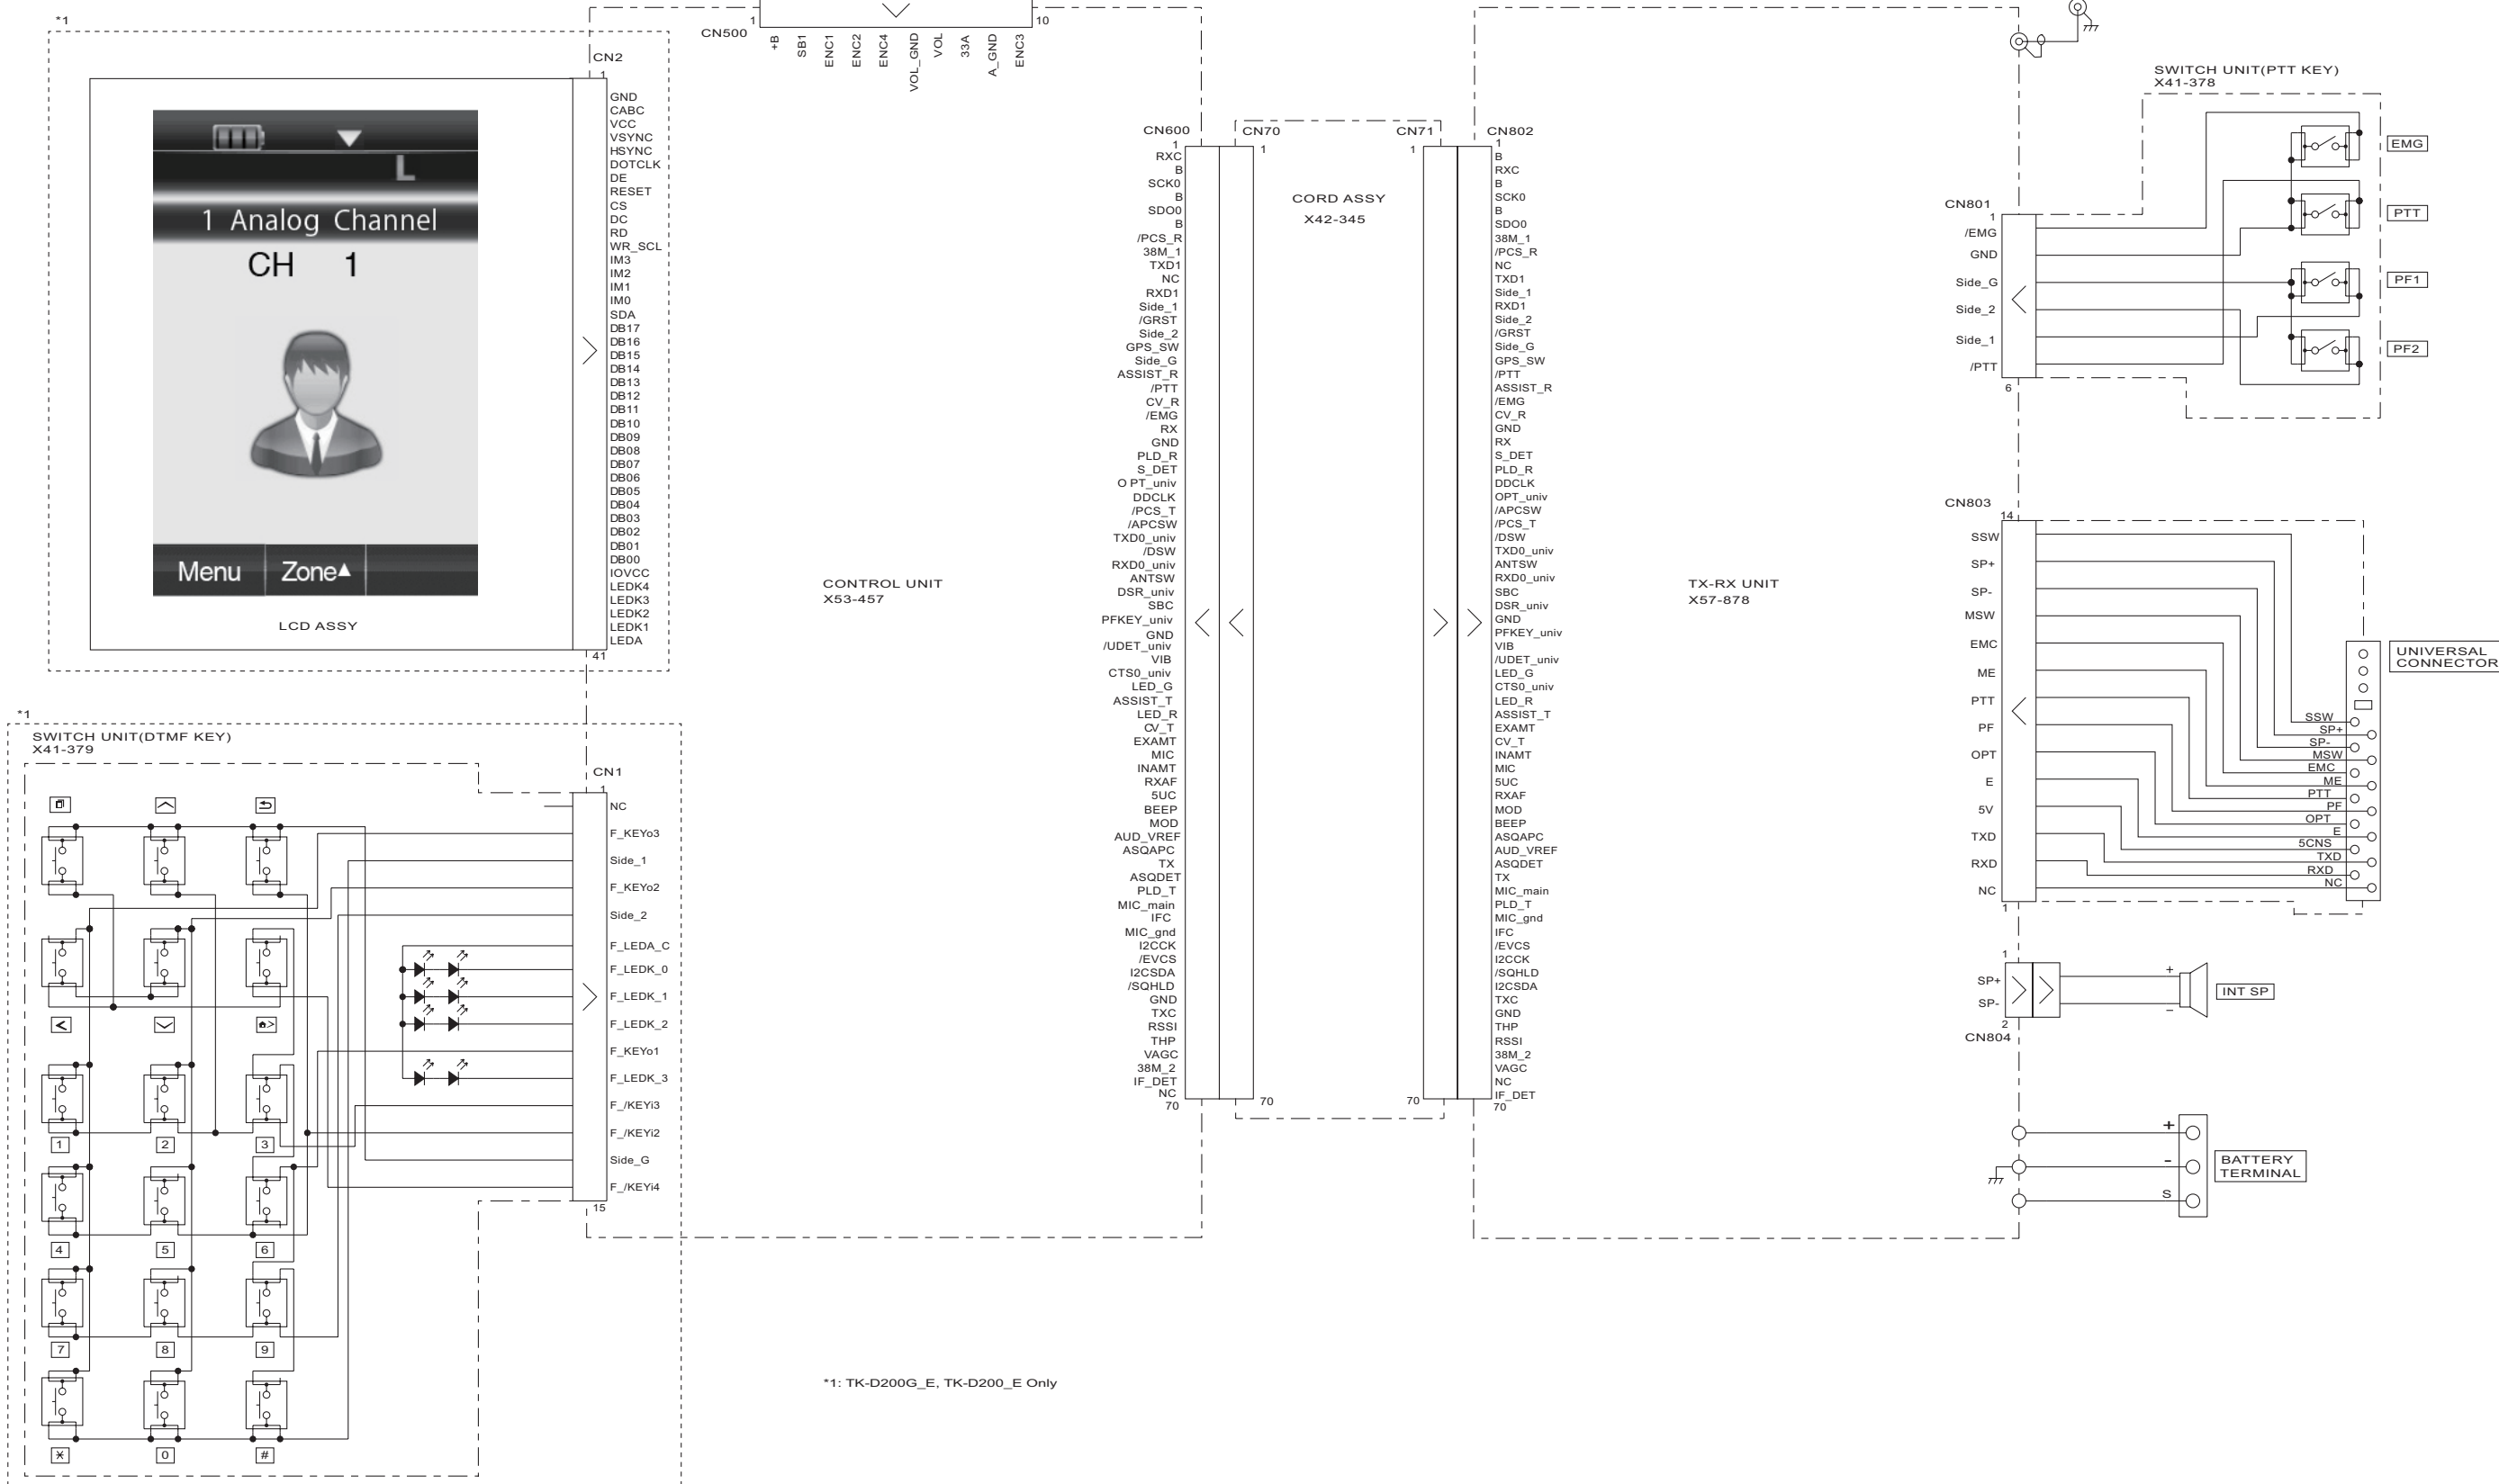 *1
CN500
1
10
+B
SB1
ENC1
ENC2
ENC4
VOL_GND
VOL
33A
A_GND
ENC3
CN2
1
L
1 Analog Channel
CH 1
Menu
Zone▲
LCD ASSY
GND
CABC
VCC
VSYNC
HSYNC
DOTCLK
DE
RESET
CS
DC
RD
WR_SCL
IM3
IM2
IM1
IM0
SDA
DB17
DB16
DB15
DB14
DB13
DB12
DB11
DB10
DB09
DB08
DB07
DB06
DB05
DB04
DB03
DB02
DB01
DB00
IOVCC
LEDK4
LEDK3
LEDK2
LEDK1
LEDA
41
*1
SWITCH UNIT(DTMF KEY)
X41-379
1
2
3
4
5
6
7
8
9
*
0
#
CN1
1
NC
F_KEYo3
Side_1
F_KEYo2
Side_2
F_LEDA_C
F_LEDK_0
F_LEDK_1
F_LEDK_2
F_KEYo1
F_LEDK_3
F_/KEYi3
F_/KEYi2
Side_G
F_/KEYi4
15
CONTROL UNIT
X53-457
CN600
1
RXC
B
SCK0
B
SDO0
B
/PCS_R
38M_1
TXD1
NC
RXD1
Side_1
/GRST
Side_2
GPS_SW
Side_G
ASSIST_R
/PTT
CV_R
/EMG
RX
GND
PLD_R
S_DET
O PT_univ
DDCLK
/PCS_T
/APCSW
TXD0_univ
/DSW
RXD0_univ
ANTSW
DSR_univ
SBC
PFKEY_univ
GND
/UDET_univ
VIB
CTS0_univ
LED_G
ASSIST_T
LED_R
CV_T
EXAMT
MIC
INAMT
RXAF
5UC
BEEP
MOD
AUD_VREF
ASQAPC
TX
ASQDET
PLD_T
MIC_main
IFC
MIC_gnd
I2CCK
/EVCS
I2CSDA
/SQHLD
GND
TXC
RSSI
THP
VAGC
38M_2
IF_DET
NC
70
CN70
1
70
CORD ASSY
X42-345
CN71
1
70
CN802
1
B
RXC
B
SCK0
B
SDO0
38M_1
/PCS_R
NC
TXD1
Side_1
RXD1
Side_2
/GRST
Side_G
GPS_SW
/PTT
ASSIST_R
/EMG
CV_R
GND
RX
S_DET
PLD_R
DDCLK
OPT_univ
/APCSW
/PCS_T
/DSW
TXD0_univ
ANTSW
RXD0_univ
SBC
DSR_univ
GND
PFKEY_univ
VIB
/UDET_univ
LED_G
CTS0_univ
LED_R
ASSIST_T
EXAMT
CV_T
INAMT
MIC
5UC
RXAF
MOD
BEEP
ASQAPC
AUD_VREF
ASQDET
TX
MIC_main
PLD_T
MIC_gnd
IFC
/EVCS
I2CCK
/SQHLD
I2CSDA
TXC
GND
THP
RSSI
38M_2
VAGC
NC
IF_DET
70
TX-RX UNIT
X57-878
SWITCH UNIT(PTT KEY)
X41-378
CN801
1
/EMG
GND
Side_G
Side_2
Side_1
/PTT
6
EMG
PTT
PF1
PF2
CN803
14
SSW
SP+
SP-
MSW
EMC
ME
PTT
PF
OPT
E
5V
TXD
RXD
NC
1
SSW
SP+
SP-
MSW
EMC
ME
PTT
PF
OPT
E
5CNS
TXD
RXD
NC
UNIVERSAL
CONNECTOR
1
SP+
SP-
2
CN804
+
-
INT SP
+
-
S
BATTERY
TERMINAL
*1: TK-D200G_E, TK-D200_E Only